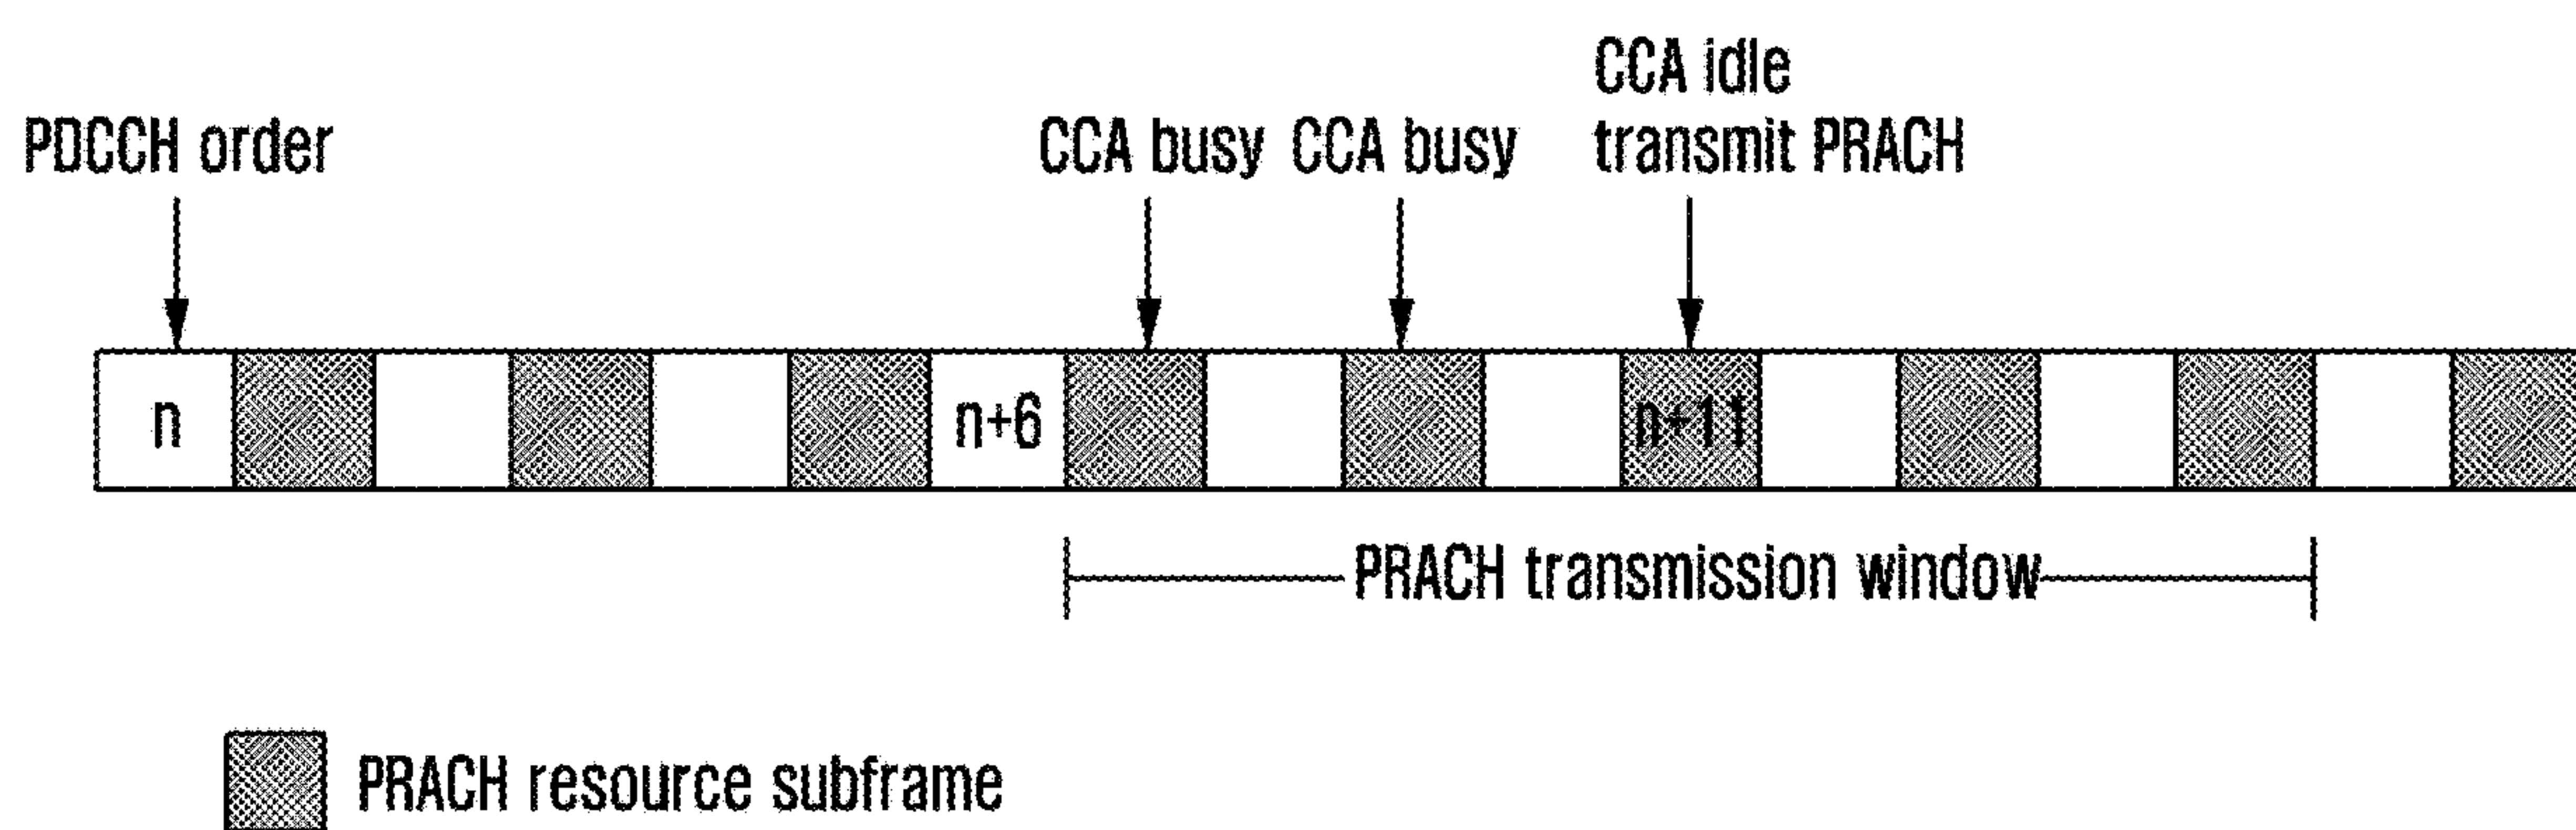 CCA idle
PDCCH order
CCA busy
CCA busy
transmit PRACH
n
n+6
n+11
PRACH transmission window
PRACH resource subframe